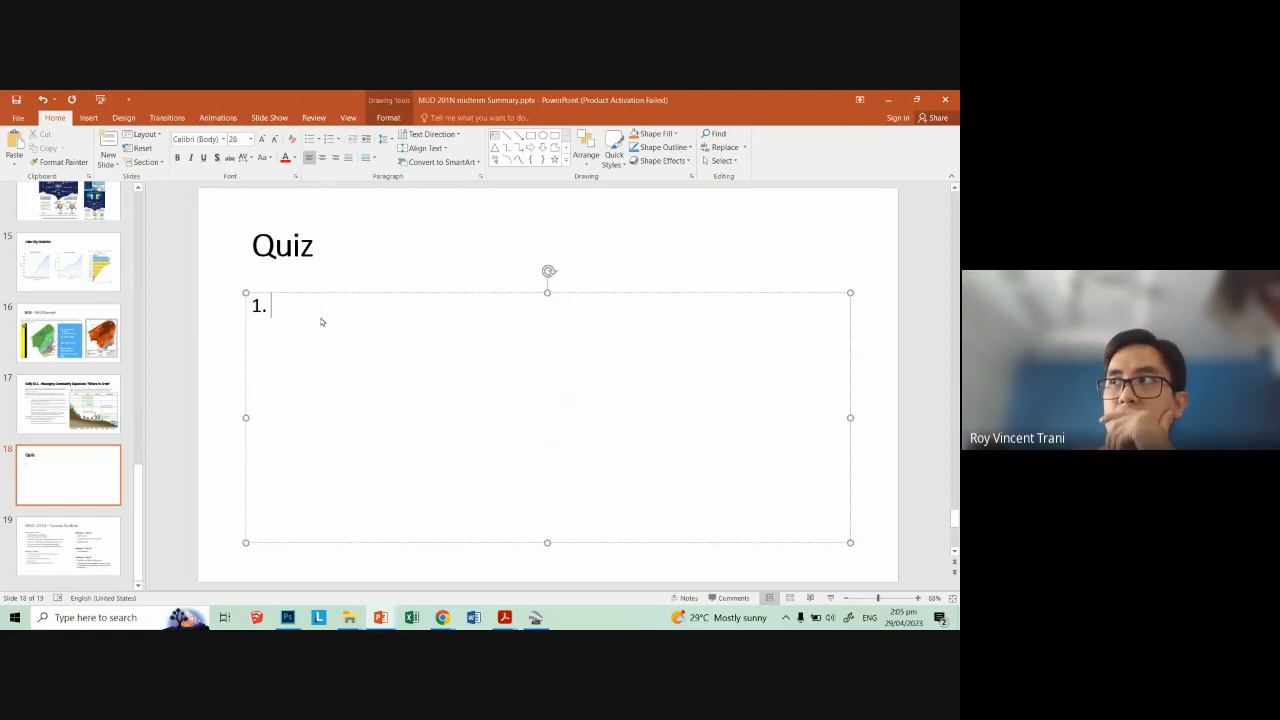 Drawing Tools
MUD 201N midterm Summary.pptx - PowerPoint (Product Activation Failed)
File Home Insert Design Transitions Animations Slide Show Review View Format Tell me what you want to do... Sign in Share
Paste
Cut
Copy
Format Painter
Clipboard
New Slide
Layout
Reset
Section
Slides
Calibri (Body) 28
B I U S abc AV Aa A
Font
Text Direction
Align Text
Convert to SmartArt
Paragraph
Arrange
Quick Styles
Shape Fill
Shape Outline
Shape Effects
Drawing
Find
Replace
Select
Editing
15
16
17
18
Quiz
19
Quiz
1.
Roy Vincent Trani
Slide 18 of 19 English (United States) Notes Comments 88%
Type here to search
29°C Mostly sunny
ENG
2:05 pm
29/04/2023
2